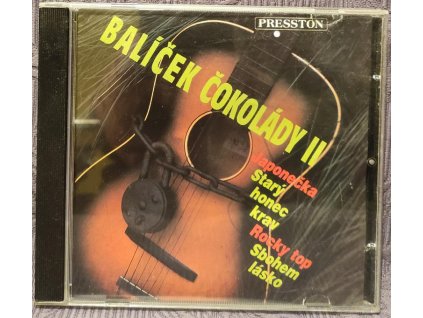 PRESSTON
BALÍČEK ČOKOLÁDY II
Japonečka
Starý
honec
krav
Rocky top
Sbohem
lásko